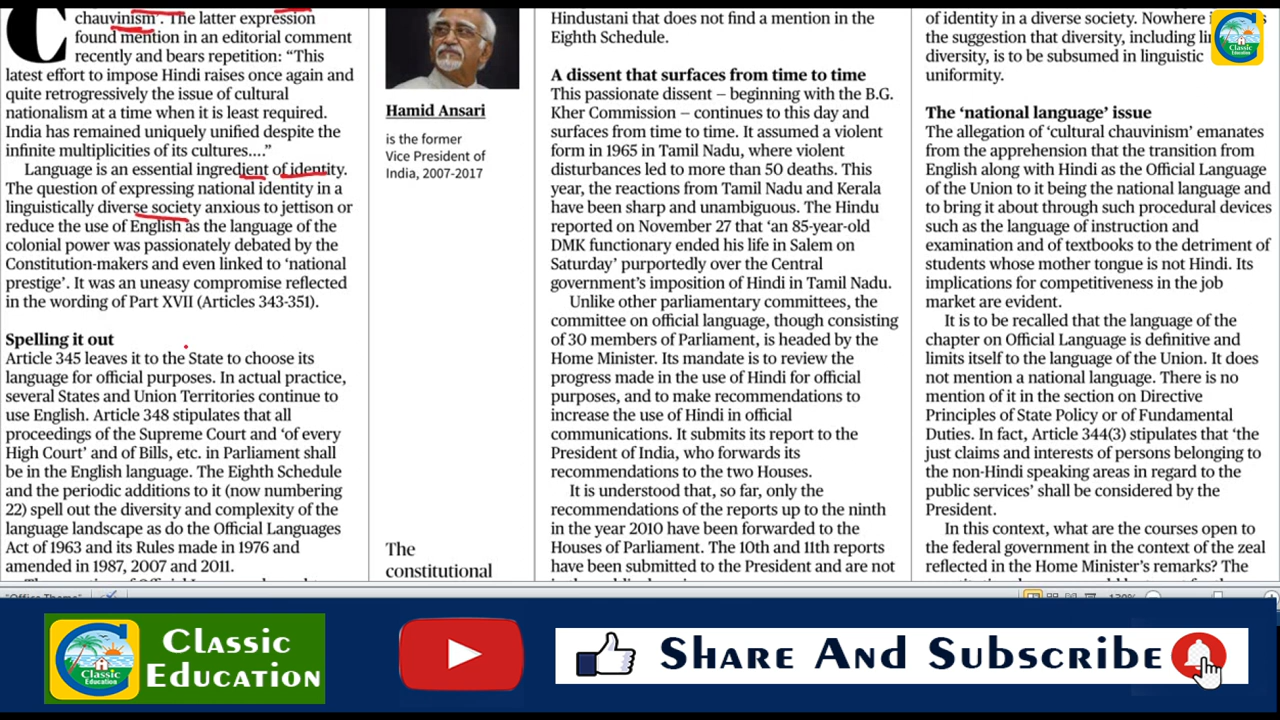 chauvinism'. The latter expression
found mention in an editorial comment
recently and bears repetition: “This
latest effort to impose Hindi raises once again and
quite retrogressively the issue of cultural
nationalism at a time when it is least required.
India has remained uniquely unified despite the
infinite multiplicities of its cultures....”
Language is an essential ingredient of identity.
The question of expressing national identity in a
linguistically diverse society anxious to jettison or
reduce the use of English as the language of the
colonial power was passionately debated by the
Constitution-makers and even linked to ‘national
prestige’. It was an uneasy compromise reflected
in the wording of Part XVII (Articles 343-351).
Spelling it out
Article 345 leaves it to the State to choose its
language for official purposes. In actual practice,
several States and Union Territories continue to
use English. Article 348 stipulates that all
proceedings of the Supreme Court and ‘of every
High Court’ and of Bills, etc. in Parliament shall
be in the English language. The Eighth Schedule
and the periodic additions to it (now numbering
22) spell out the diversity and complexity of the
language landscape as do the Official Languages
Act of 1963 and its Rules made in 1976 and
amended in 1987, 2007 and 2011.
Hamid Ansari
is the former
Vice President of
India, 2007-2017
The
constitutional
Hindustani that does not find a mention in the
Eighth Schedule.
A dissent that surfaces from time to time
This passionate dissent – beginning with the B.G.
Kher Commission – continues to this day and
surfaces from time to time. It assumed a violent
form in 1965 in Tamil Nadu, where violent
disturbances led to more than 50 deaths. This
year, the reactions from Tamil Nadu and Kerala
have been sharp and unambiguous. The Hindu
reported on November 27 that ‘an 85-year-old
DMK functionary ended his life in Salem on
Saturday’ purportedly over the Central
government’s imposition of Hindi in Tamil Nadu.
Unlike other parliamentary committees, the
committee on official language, though consisting
of 30 members of Parliament, is headed by the
Home Minister. Its mandate is to review the
progress made in the use of Hindi for official
purposes, and to make recommendations to
increase the use of Hindi in official
communications. It submits its report to the
President of India, who forwards its
recommendations to the two Houses.
It is understood that, so far, only the
recommendations of the reports up to the ninth
in the year 2010 have been forwarded to the
Houses of Parliament. The 10th and 11th reports
have been submitted to the President and are not
of identity in a diverse society. Nowhere
the suggestion that diversity, including
diversity, is to be subsumed in linguistic
uniformity.
The ‘national language’ issue
The allegation of ‘cultural chauvinism’ emanates
from the apprehension that the transition from
English along with Hindi as the Official Language
of the Union to it being the national language and
to bring it about through such procedural devices
such as the language of instruction and
examination and of textbooks to the detriment of
students whose mother tongue is not Hindi. Its
implications for competitiveness in the job
market are evident.
It is to be recalled that the language of the
chapter on Official Language is definitive and
limits itself to the language of the Union. It does
not mention a national language. There is no
mention of it in the section on Directive
Principles of State Policy or of Fundamental
Duties. In fact, Article 344(3) stipulates that ‘the
just claims and interests of persons belonging to
the non-Hindi speaking areas in regard to the
public services’ shall be considered by the
President.
In this context, what are the courses open to
the federal government in the context of the zeal
reflected in the Home Minister’s remarks? The
Classic
Education
Classic
Education
Classic
Education
Share And Subscribe